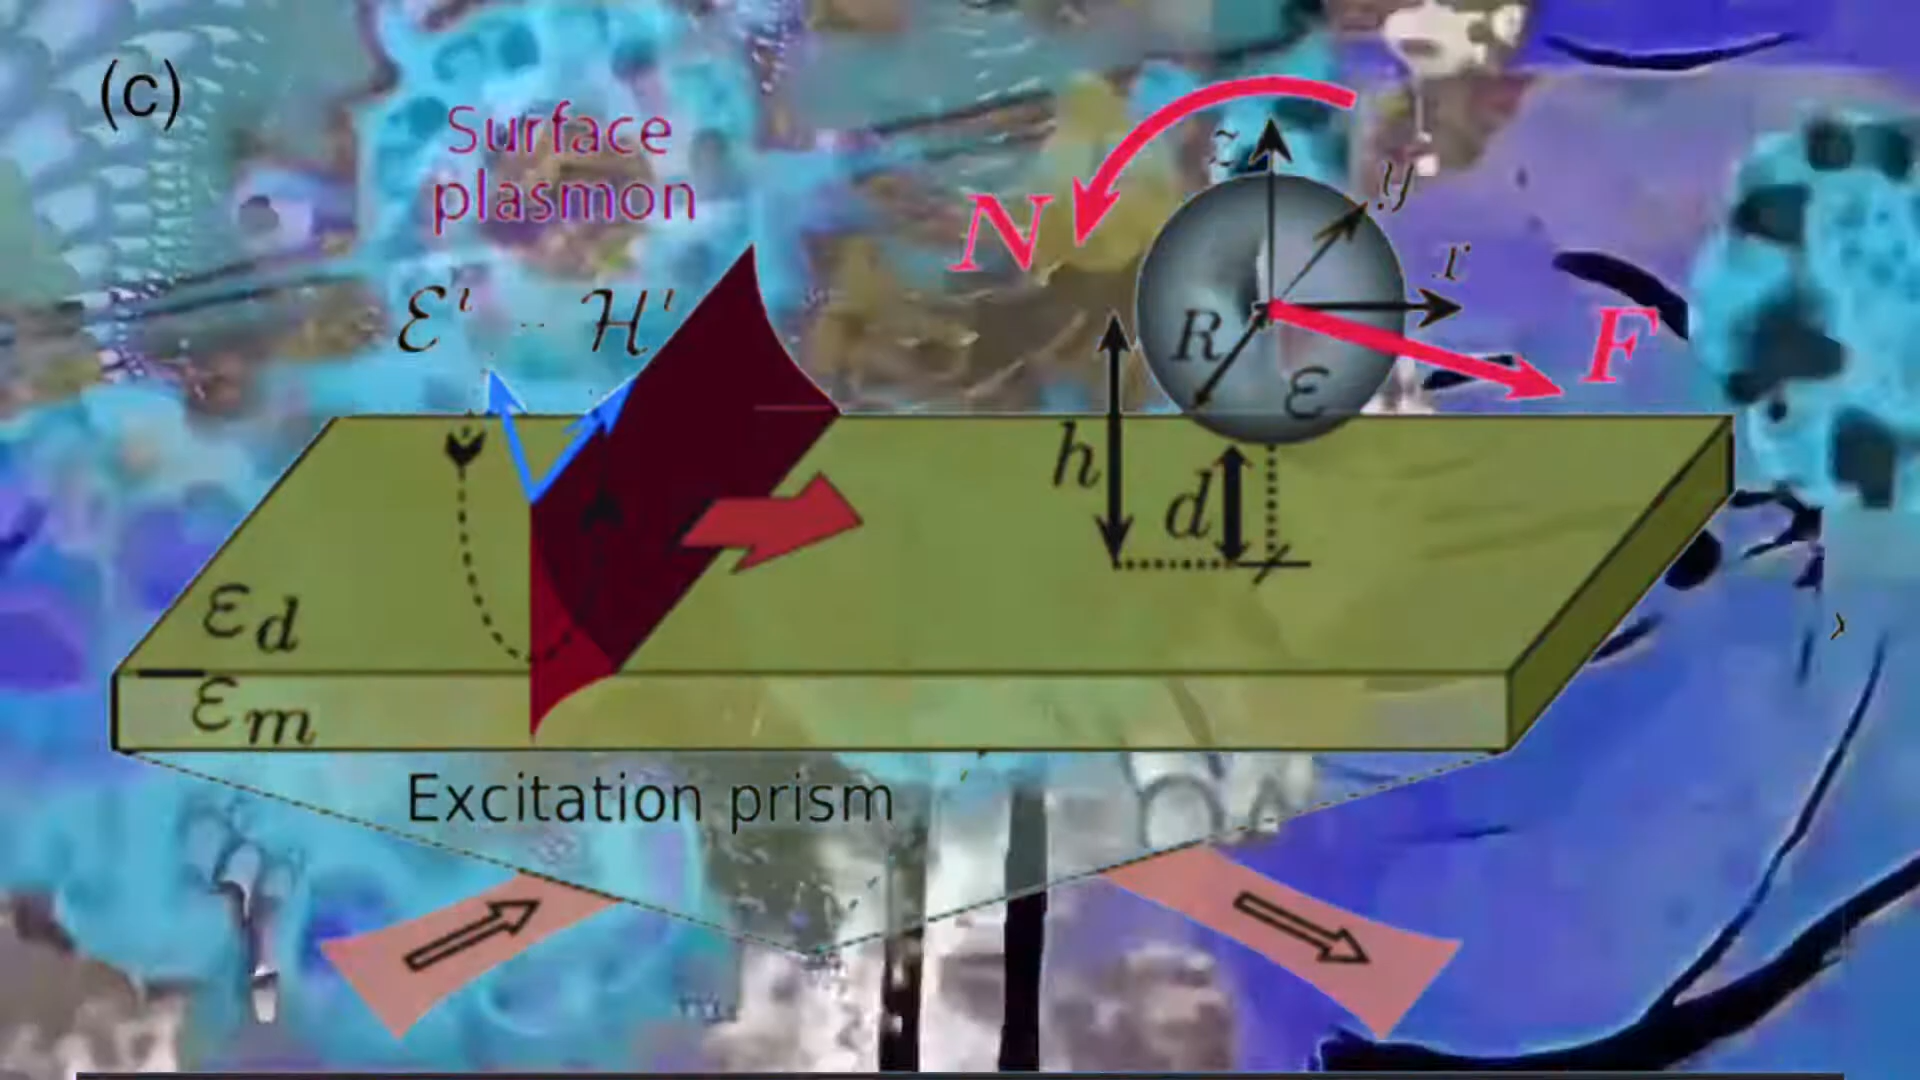 (c)
Surface
plasmon
N
z
y
x
ℰ' ℋ'
R
F
ε
h
d
ε_d
ε_m
Excitation prism